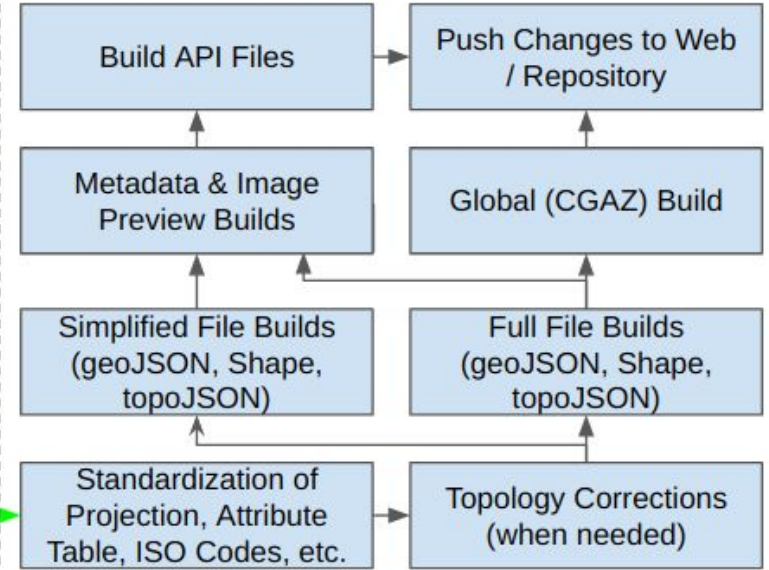 Build API Files
Push Changes to Web
/ Repository
Metadata & Image
Preview Builds
Global (CGAZ) Build
Simplified File Builds
(geoJSON, Shape,
topoJSON)
Full File Builds
(geoJSON, Shape,
topoJSON)
Standardization of
Projection, Attribute
Table, ISO Codes, etc.
Topology Corrections
(when needed)